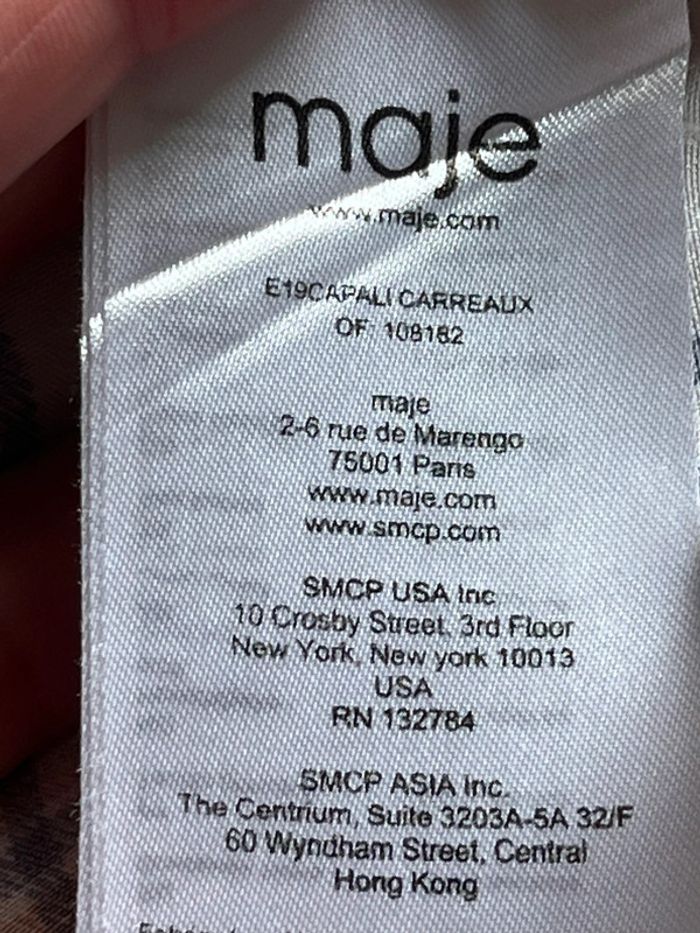 maje
www.maje.com
E19CAPALI CARREAUX
OF 108182
maje
2-6 rue de Marengo
75001 Paris
www.maje.com
www.smcp.com
SMCP USA Inc
10 Crosby Street, 3rd Floor
New York, New york 10013
USA
RN 132784
SMCP ASIA Inc.
The Centrium, Suite 3203A-5A 32/F
60 Wyndham Street, Central
Hong Kong